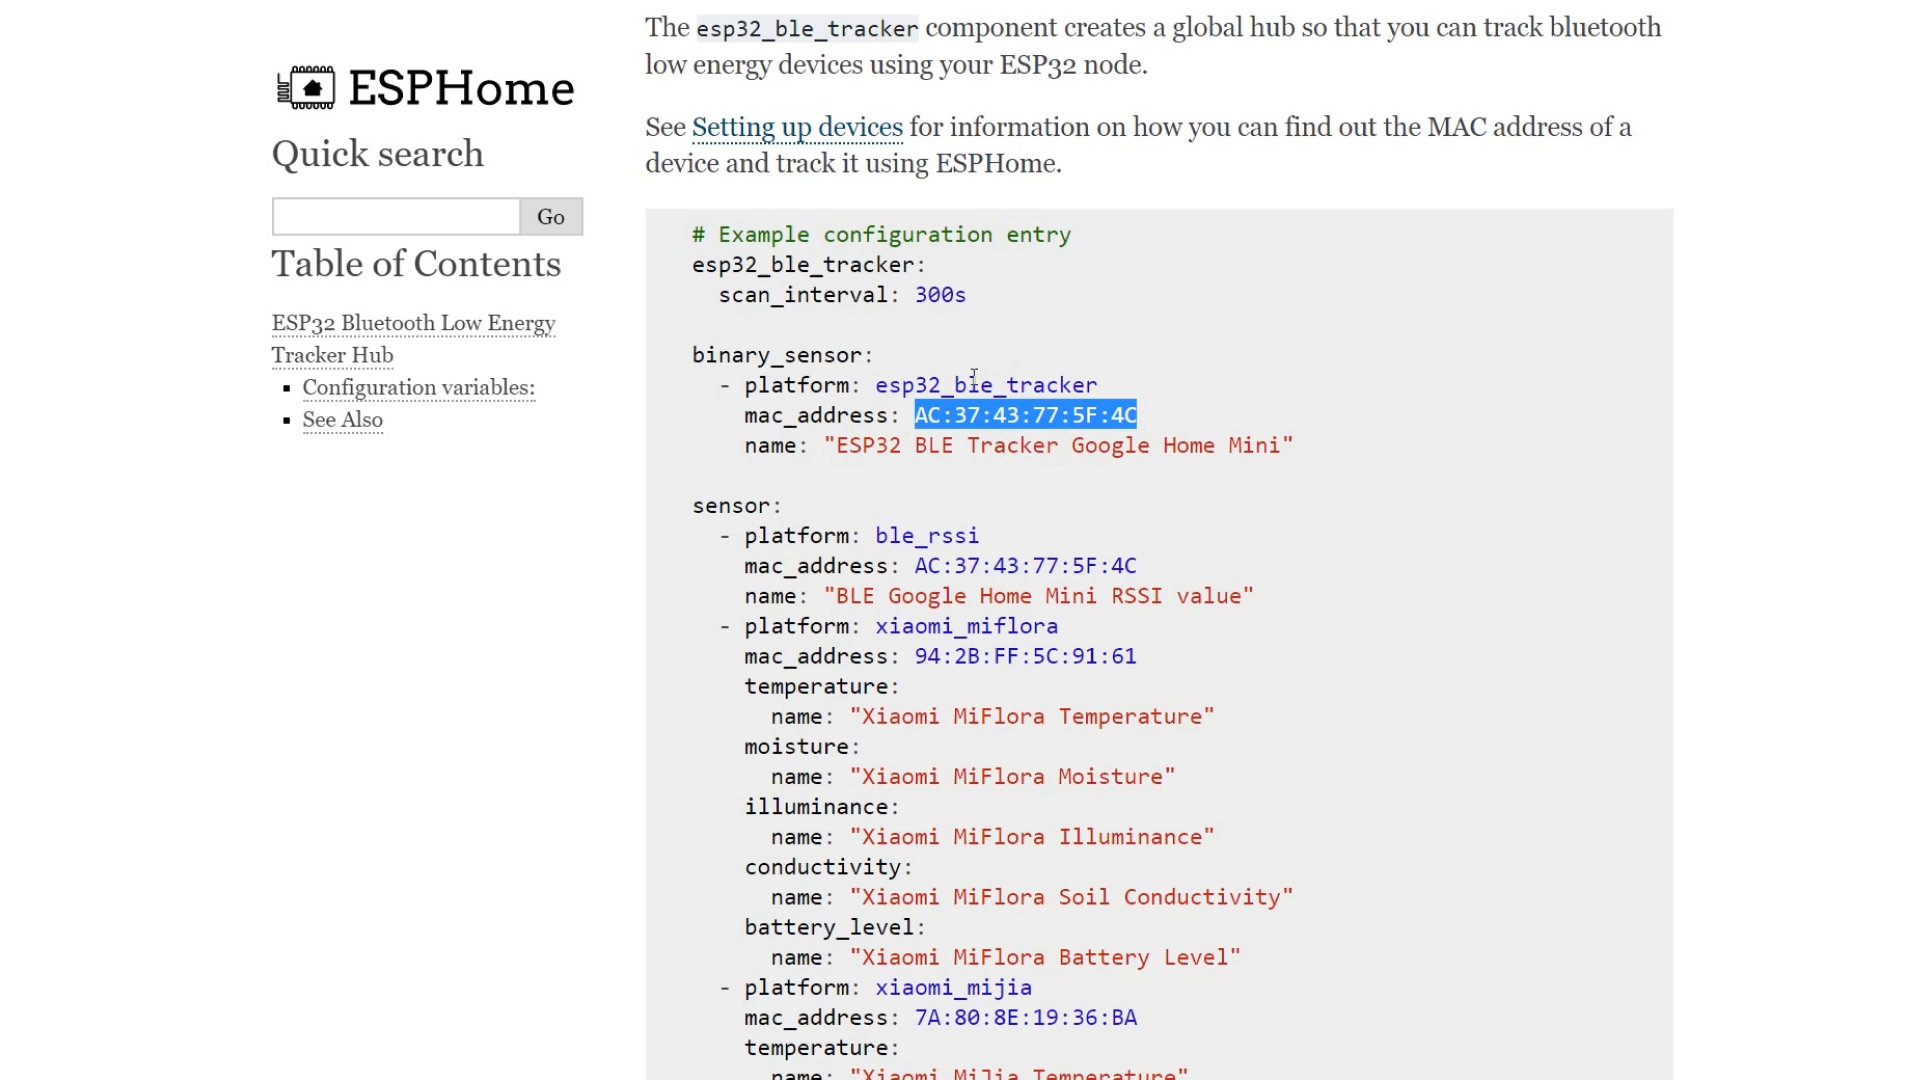 The esp32_ble_tracker component creates a global hub so that you can track bluetooth
low energy devices using your ESP32 node.
ESPHome
See Setting up devices for information on how you can find out the MAC address of a
device and track it using ESPHome.
Quick search
Go
Table of Contents
ESP32 Bluetooth Low Energy
Tracker Hub
Configuration variables:
See Also
# Example configuration entry
esp32_ble_tracker:
  scan_interval: 300s
binary_sensor:
  - platform: esp32_ble_tracker
    mac_address: AC:37:43:77:5F:4C
    name: "ESP32 BLE Tracker Google Home Mini"
sensor:
  - platform: ble_rssi
    mac_address: AC:37:43:77:5F:4C
    name: "BLE Google Home Mini RSSI value"
  - platform: xiaomi_miflora
    mac_address: 94:2B:FF:5C:91:61
    temperature:
      name: "Xiaomi MiFlora Temperature"
    moisture:
      name: "Xiaomi MiFlora Moisture"
    illuminance:
      name: "Xiaomi MiFlora Illuminance"
    conductivity:
      name: "Xiaomi MiFlora Soil Conductivity"
    battery_level:
      name: "Xiaomi MiFlora Battery Level"
  - platform: xiaomi_mijia
    mac_address: 7A:80:8E:19:36:BA
    temperature:
      name: "Xiaomi MiJia Temperature"